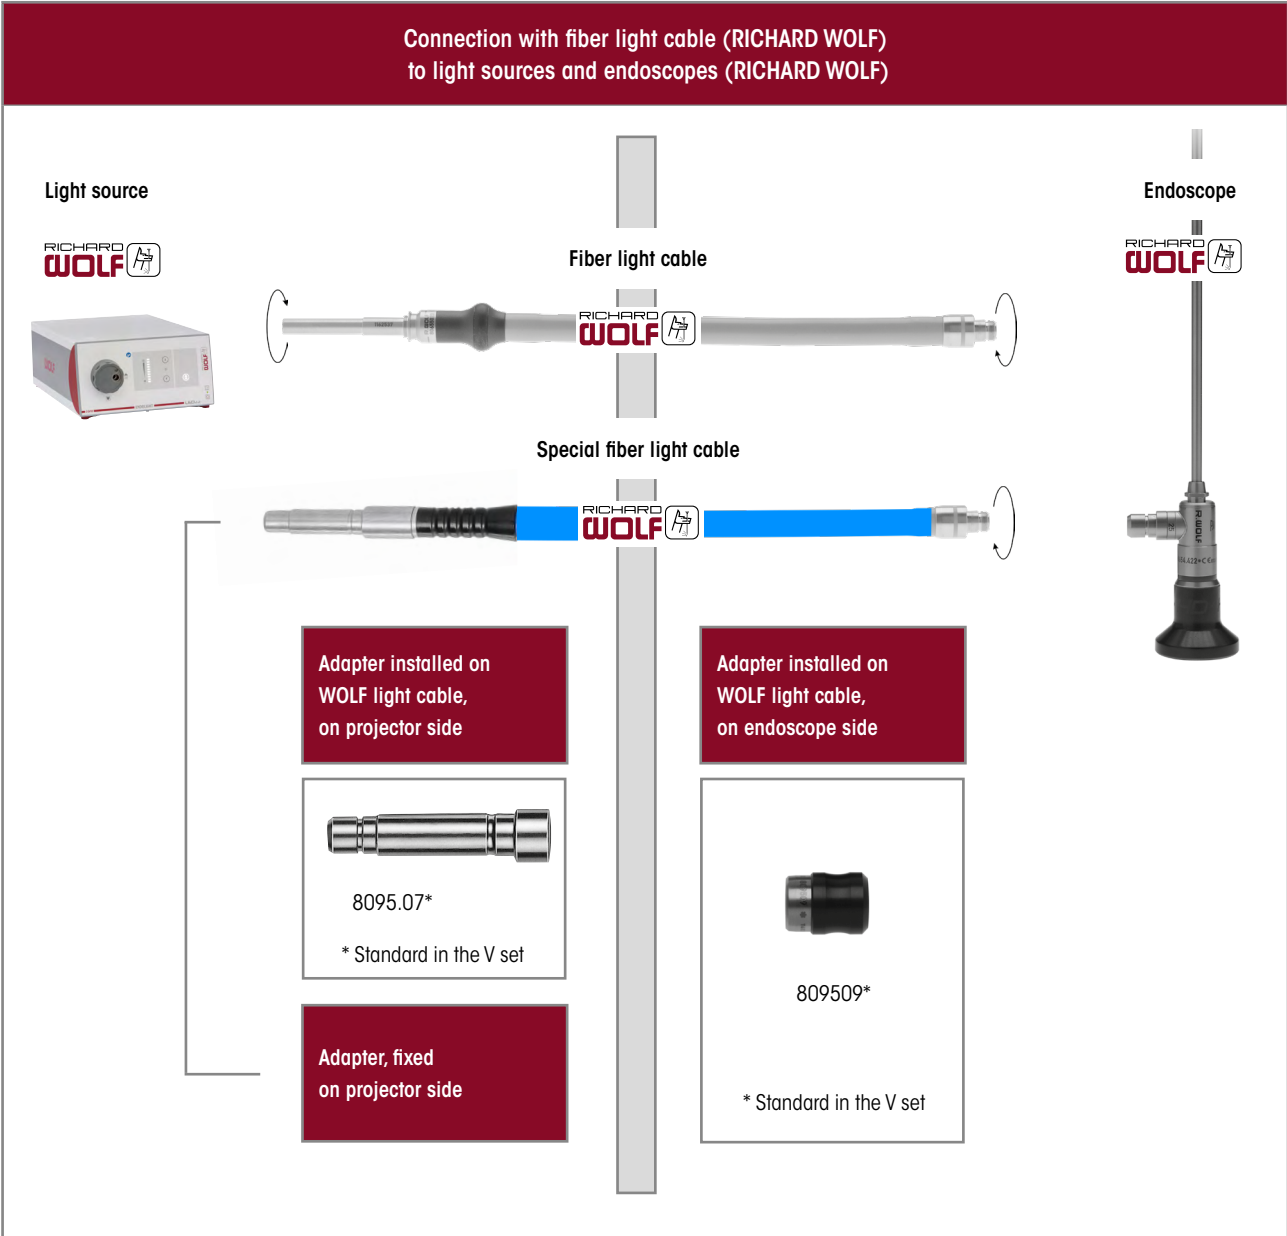 Connection with fiber light cable (RICHARD WOLF)
to light sources and endoscopes (RICHARD WOLF)
Light source
Endoscope
RICHARD
WOLF
RICHARD
WOLF
Fiber light cable
RICHARD
WOLF
Special fiber light cable
RICHARD
WOLF
R.WOLF
Adapter installed on
WOLF light cable,
on projector side
Adapter installed on
WOLF light cable,
on endoscope side
8095.07*
* Standard in the V set
809509*
Adapter, fixed
on projector side
* Standard in the V set